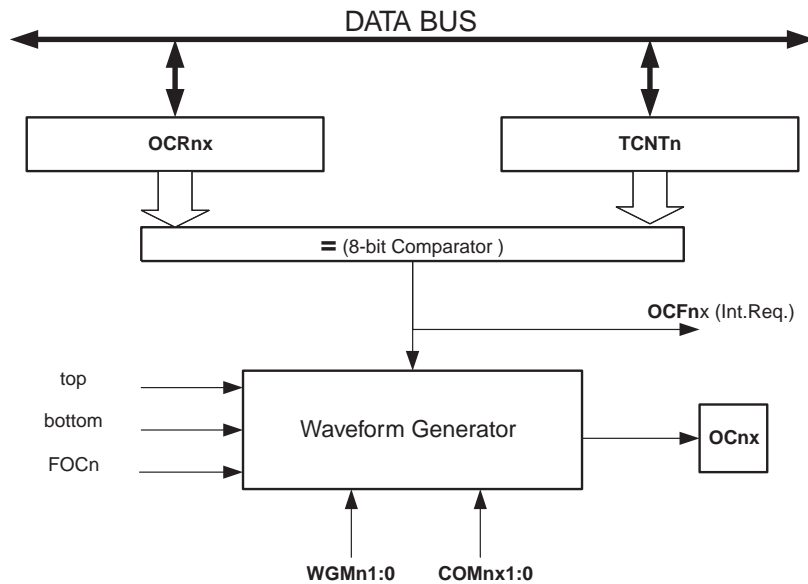 DATA BUS
OCRnx
TCNTn
= (8-bit Comparator )
OCFnx (Int.Req.)
top
bottom
FOCn
Waveform Generator
OCnx
WGMn1:0
COMnx1:0